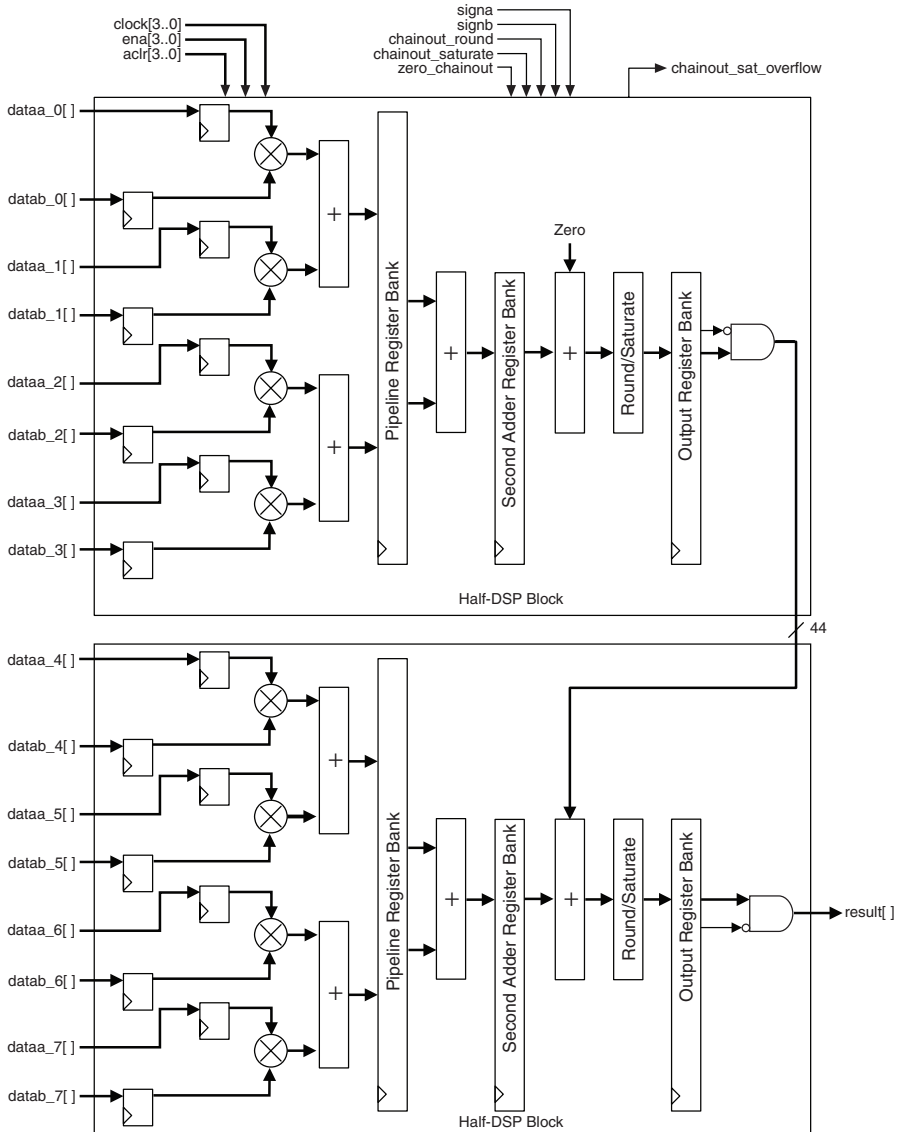 clock[3..0]
ena[3..0]
aclr[3..0]
signa
signb
chainout_round
chainout_saturate
zero_chainout
chainout_sat_overflow
dataa_0[ ]
datab_0[ ]
dataa_1[ ]
datab_1[ ]
dataa_2[ ]
datab_2[ ]
dataa_3[ ]
datab_3[ ]
+
+
Pipeline Register Bank
+
Second Adder Register Bank
Zero
+
Round/Saturate
Output Register Bank
Half-DSP Block
44
dataa_4[ ]
datab_4[ ]
dataa_5[ ]
datab_5[ ]
dataa_6[ ]
datab_6[ ]
dataa_7[ ]
datab_7[ ]
+
+
Pipeline Register Bank
+
Second Adder Register Bank
+
Round/Saturate
Output Register Bank
result[ ]
Half-DSP Block